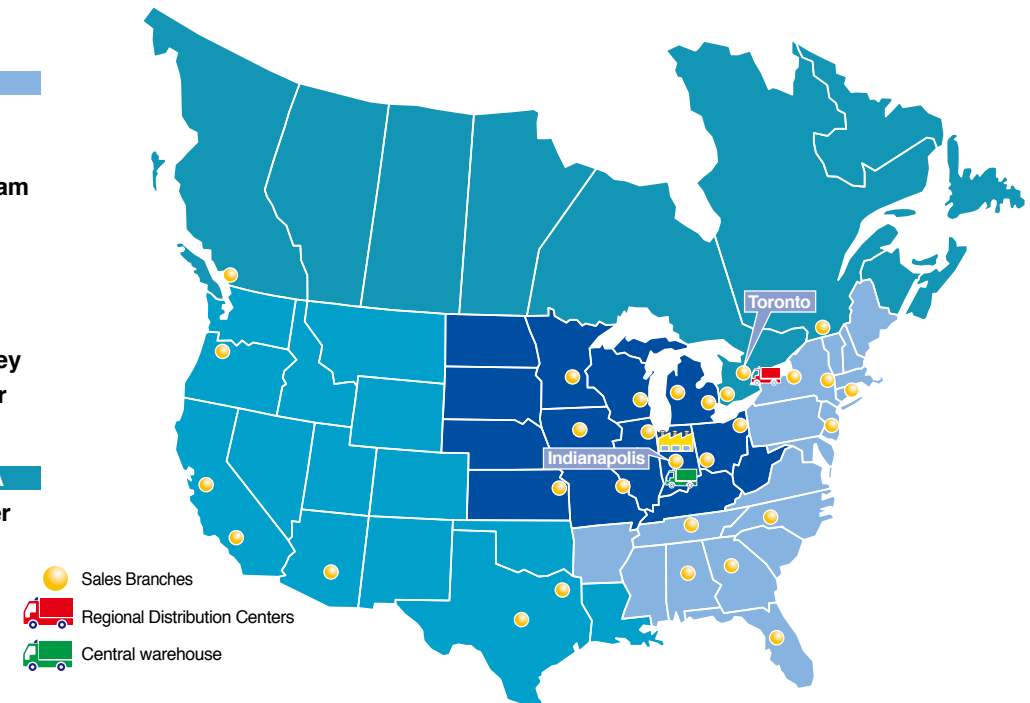 am
ey
r
A
er
Toronto
Indianapolis
Sales Branches
Regional Distribution Centers
Central warehouse